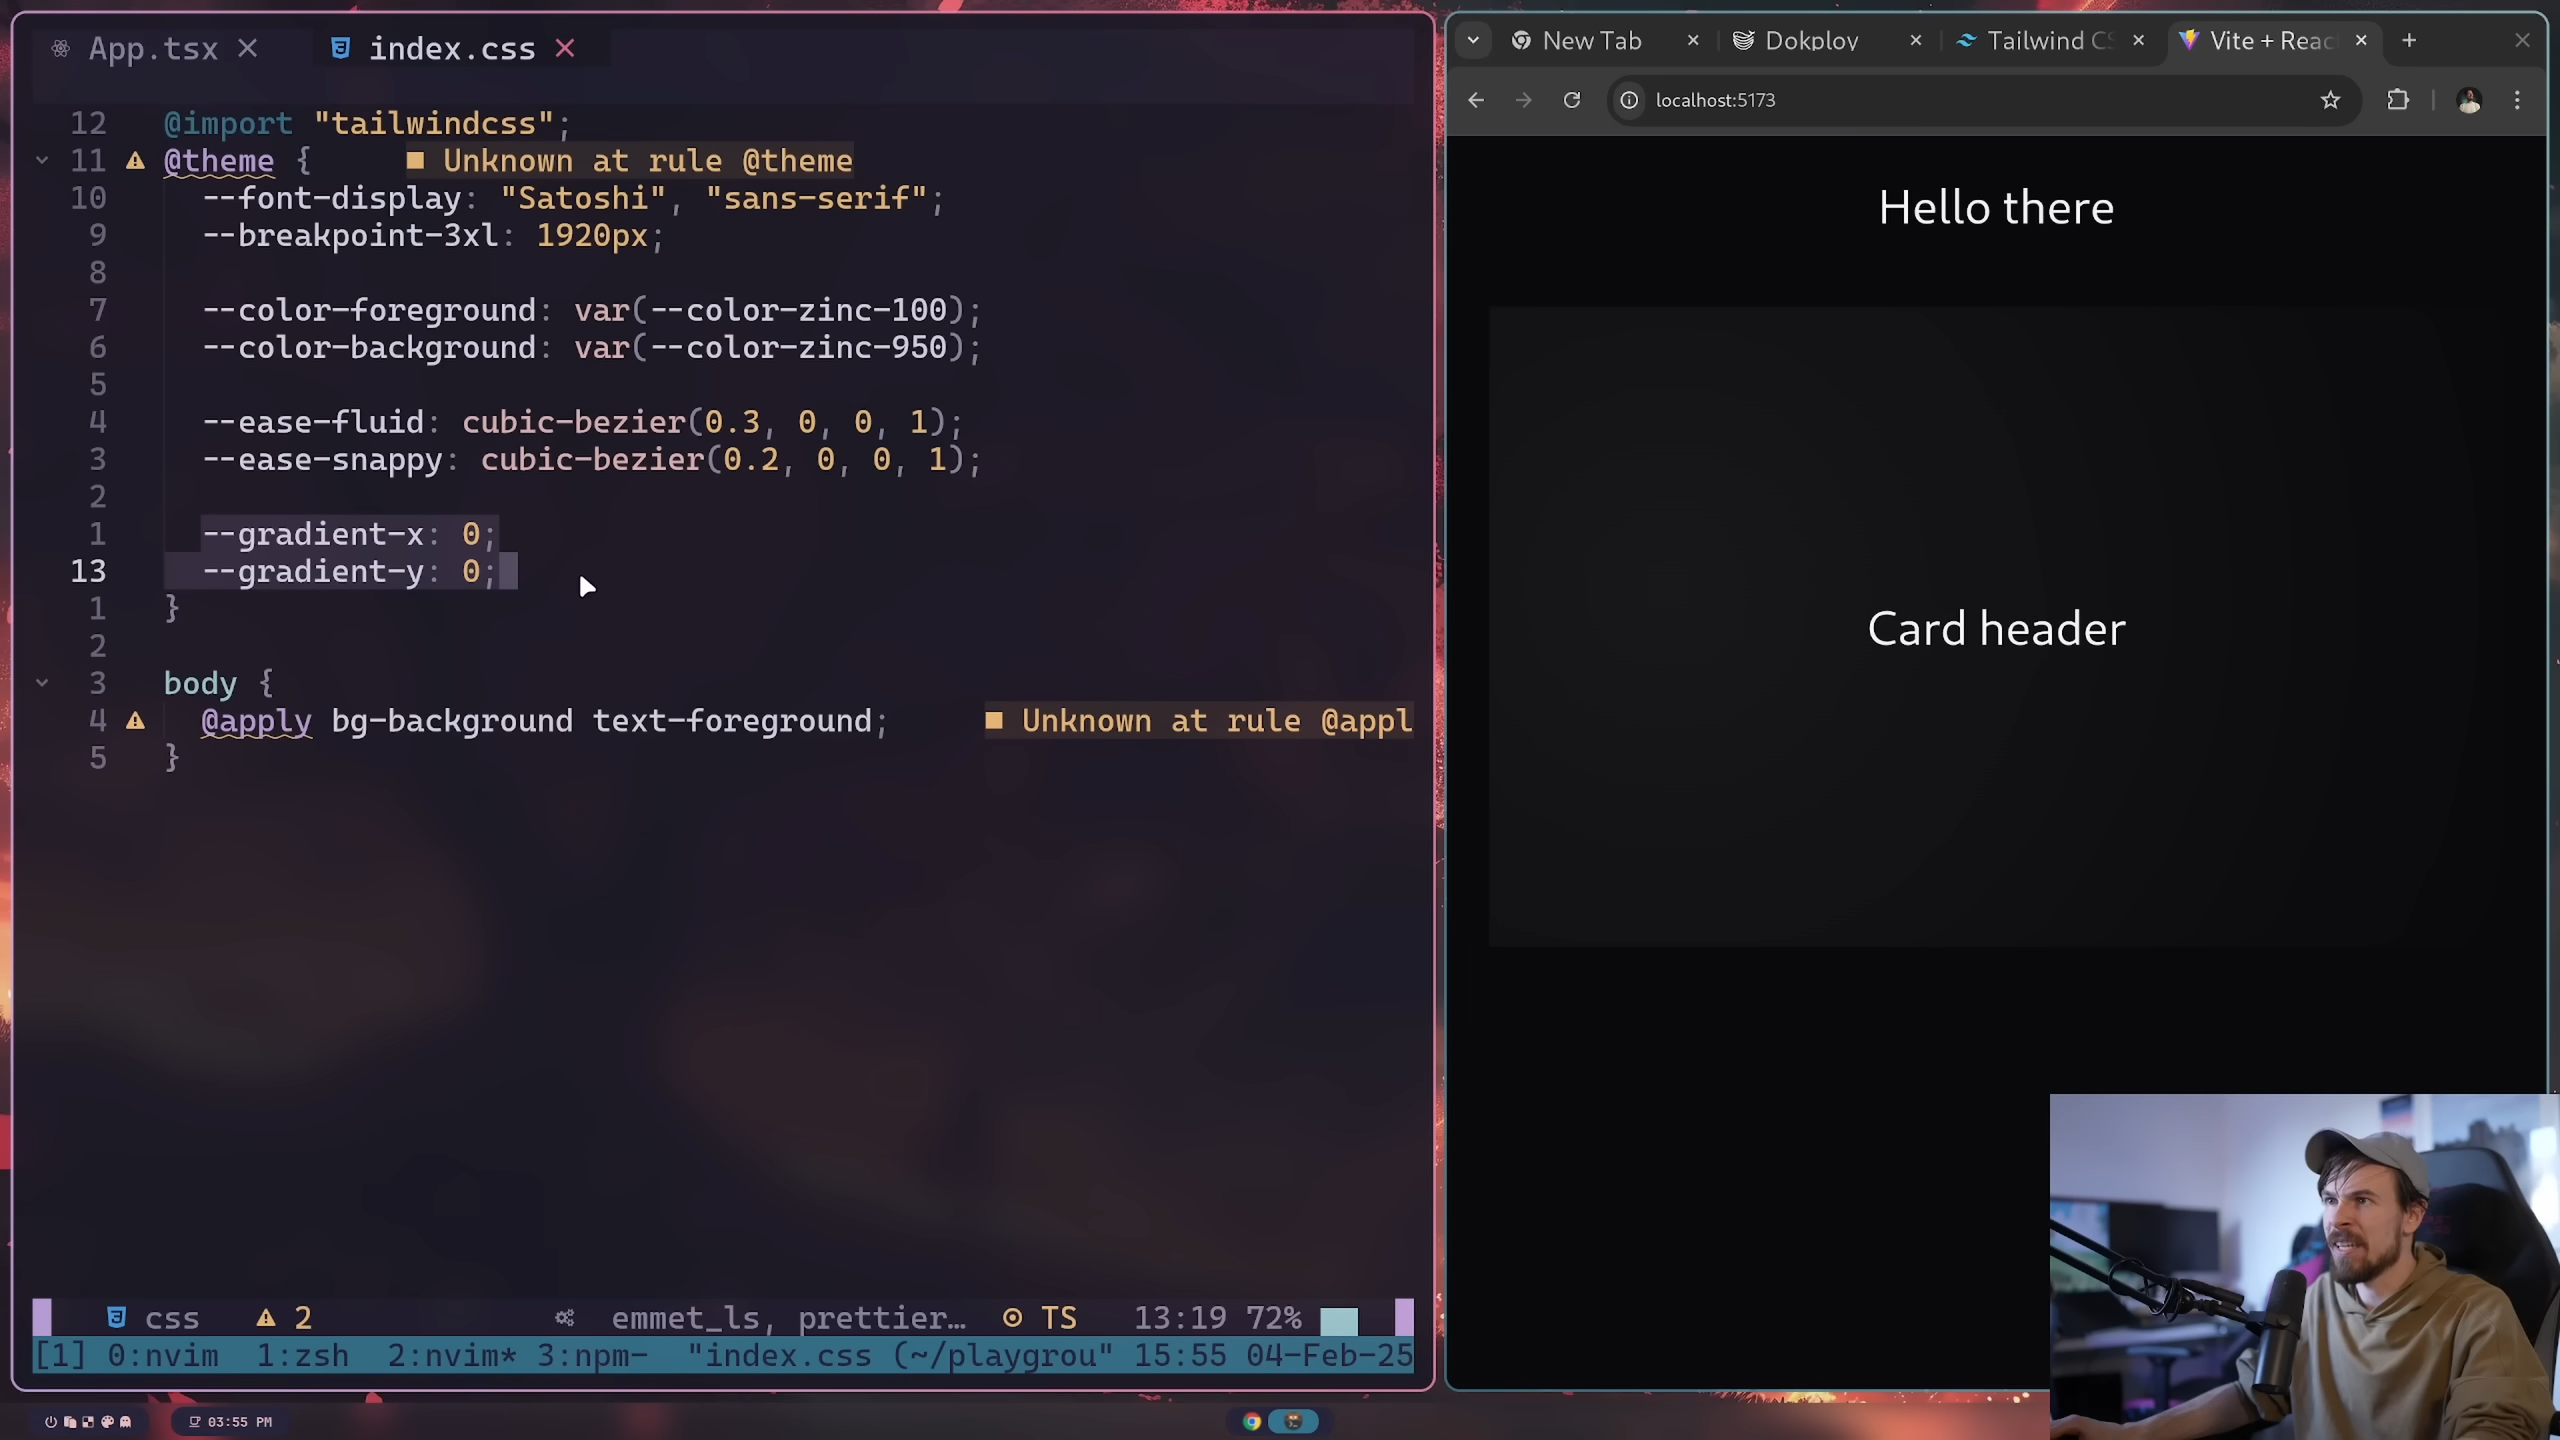 App.tsx
index.css
12 @import "tailwindcss";
11 @theme { Unknown at rule @theme
10 --font-display: "Satoshi", "sans-serif";
9 --breakpoint-3xl: 1920px;
8
7 --color-foreground: var(--color-zinc-100);
6 --color-background: var(--color-zinc-950);
5
4 --ease-fluid: cubic-bezier(0.3, 0, 0, 1);
3 --ease-snappy: cubic-bezier(0.2, 0, 0, 1);
2
1 --gradient-x: 0;
13 --gradient-y: 0;
1 }
2
3 body {
4 @apply bg-background text-foreground; Unknown at rule @appl
5 }
css 2 emmet_ls, prettier… TS 13:19 72%
[1] 0:nvim 1:zsh 2:nvim* 3:npm- "index.css (~/playgrou" 15:55 04-Feb-25
03:55 PM
New Tab
Dokploy
Tailwind CS
Vite + Reac
localhost:5173
Hello there
Card header